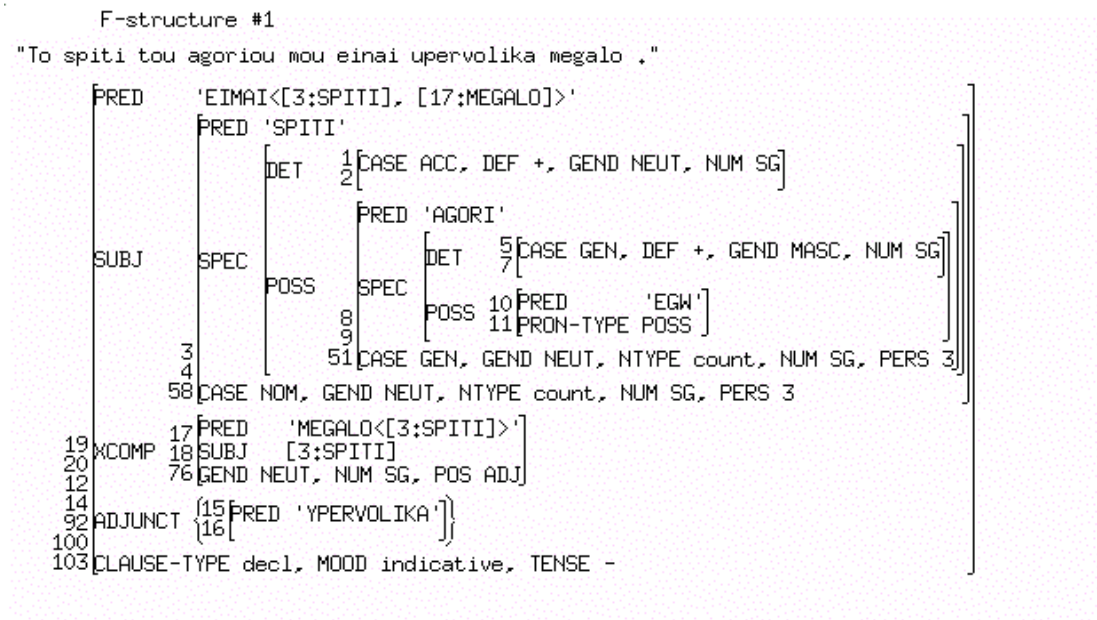 F-structure #1
"To spiti tou agoriou mou einai upervolika megalo ."
PRED 'EIMAI<[3:SPITI], [17:MEGALO]>'
PRED 'SPITI'
DET 1 2 CASE ACC, DEF +, GEND NEUT, NUM SG
PRED 'AGORI'
DET 5 7 CASE GEN, DEF +, GEND MASC, NUM SG
SUBJ SPEC POSS SPEC
POSS 10 PRED 'EGW'
11 PRON-TYPE POSS
8
9
51 CASE GEN, GEND NEUT, NTYPE count, NUM SG, PERS 3
3
4
58 CASE NOM, GEND NEUT, NTYPE count, NUM SG, PERS 3
17 PRED 'MEGALO<[3:SPITI]>'
19 XCOMP 18 SUBJ [3:SPITI]
20 76 GEND NEUT, NUM SG, POS ADJ
12
14
92 ADJUNCT {15 16 PRED 'YPERVOLIKA'}
100
103 CLAUSE-TYPE decl, MOOD indicative, TENSE -